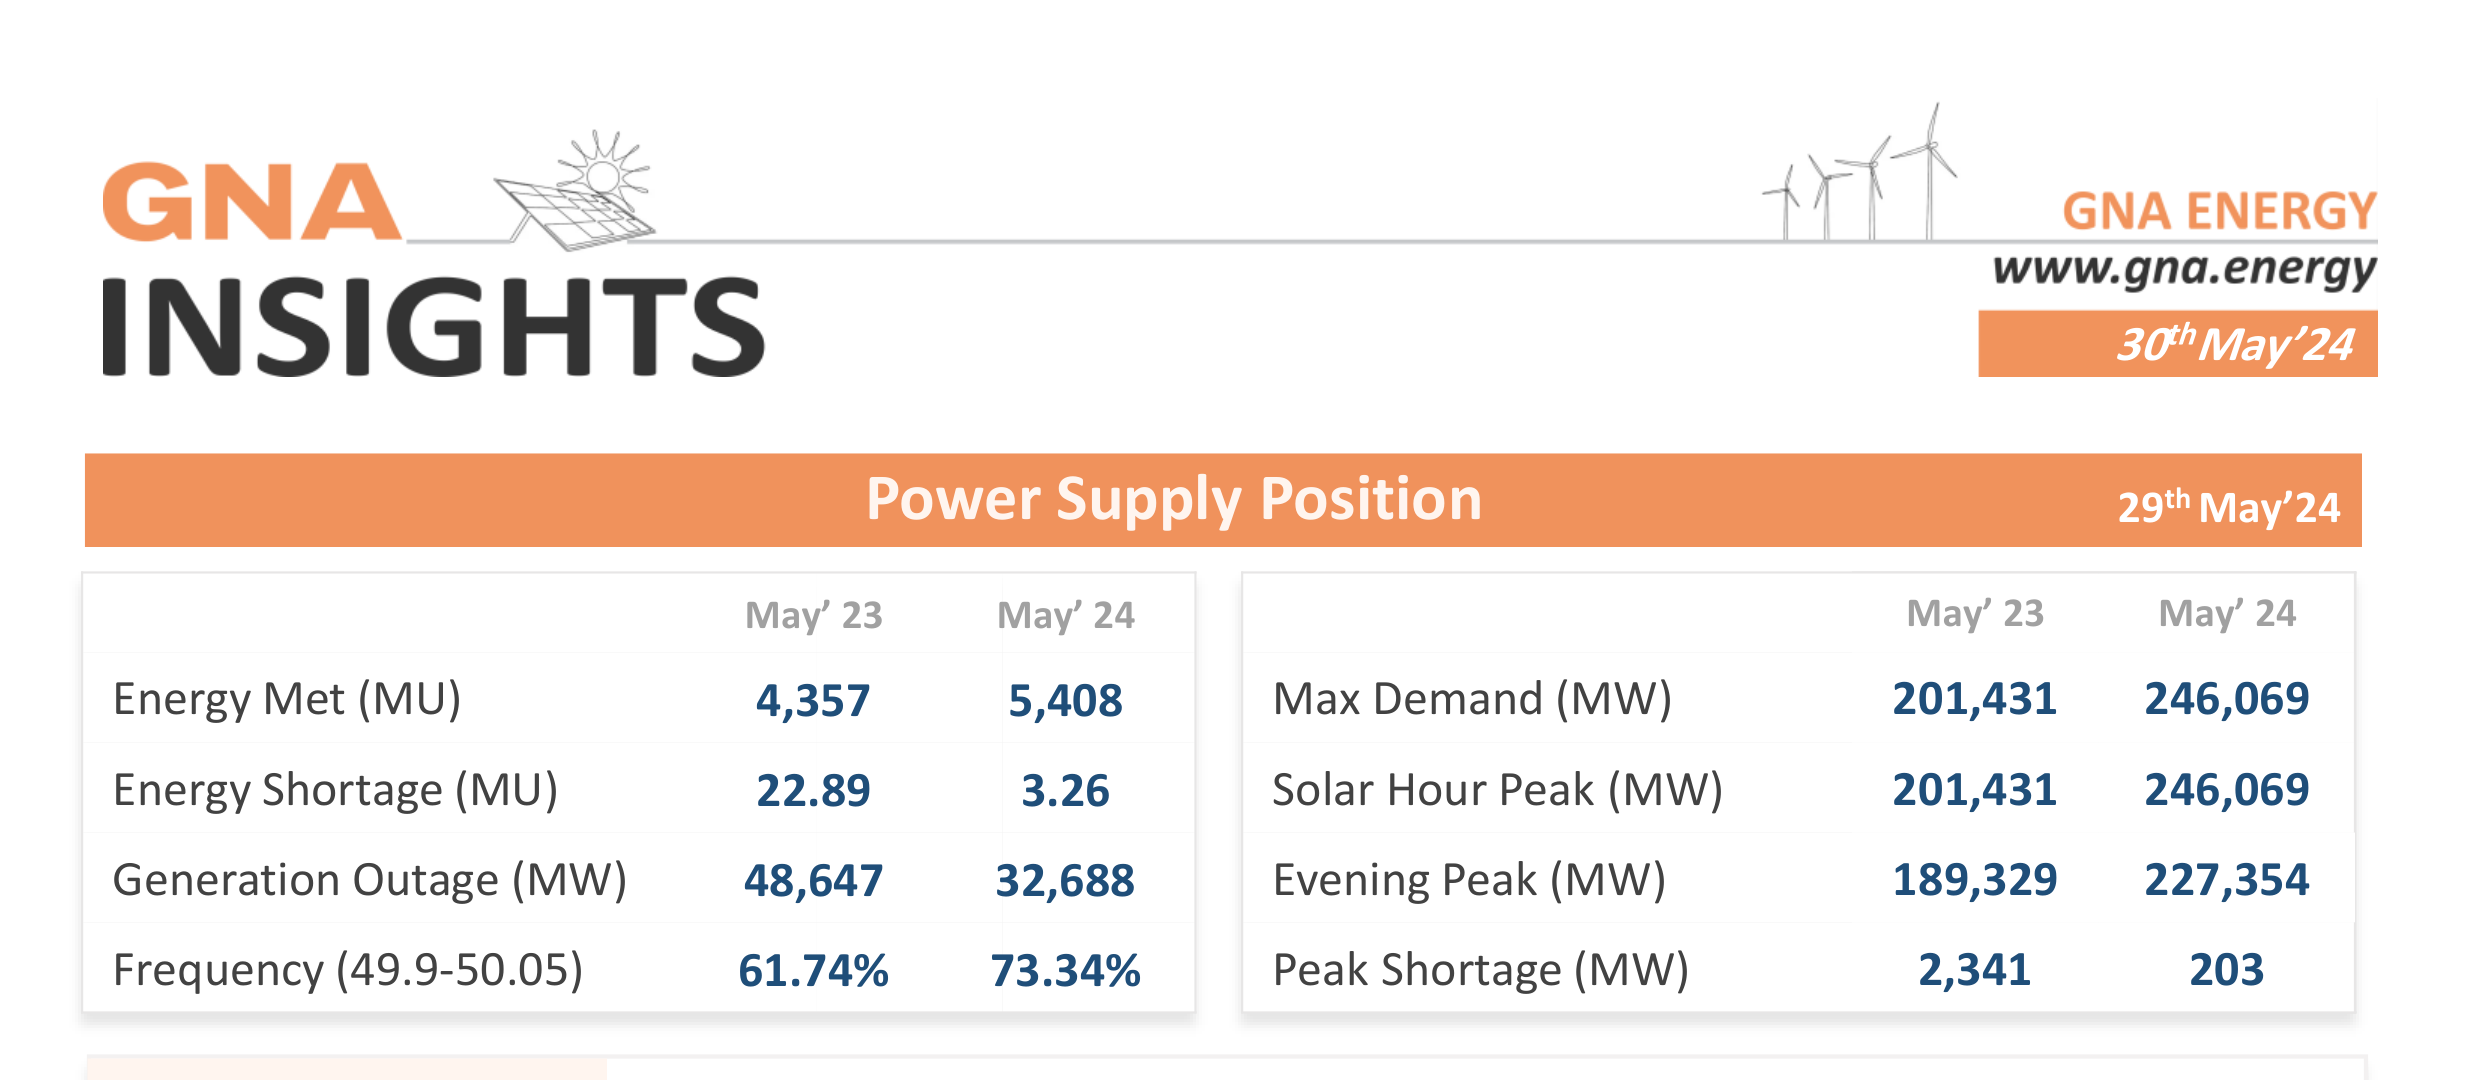 GNA
INSIGHTS
GNA ENERGY
www.gna.energy
30th May’24
Power Supply Position
29th May’24
May’ 23 May’ 24
Energy Met (MU) 4,357 5,408
Energy Shortage (MU) 22.89 3.26
Generation Outage (MW) 48,647 32,688
Frequency (49.9-50.05) 61.74% 73.34%
May’ 23 May’ 24
Max Demand (MW) 201,431 246,069
Solar Hour Peak (MW) 201,431 246,069
Evening Peak (MW) 189,329 227,354
Peak Shortage (MW) 2,341 203